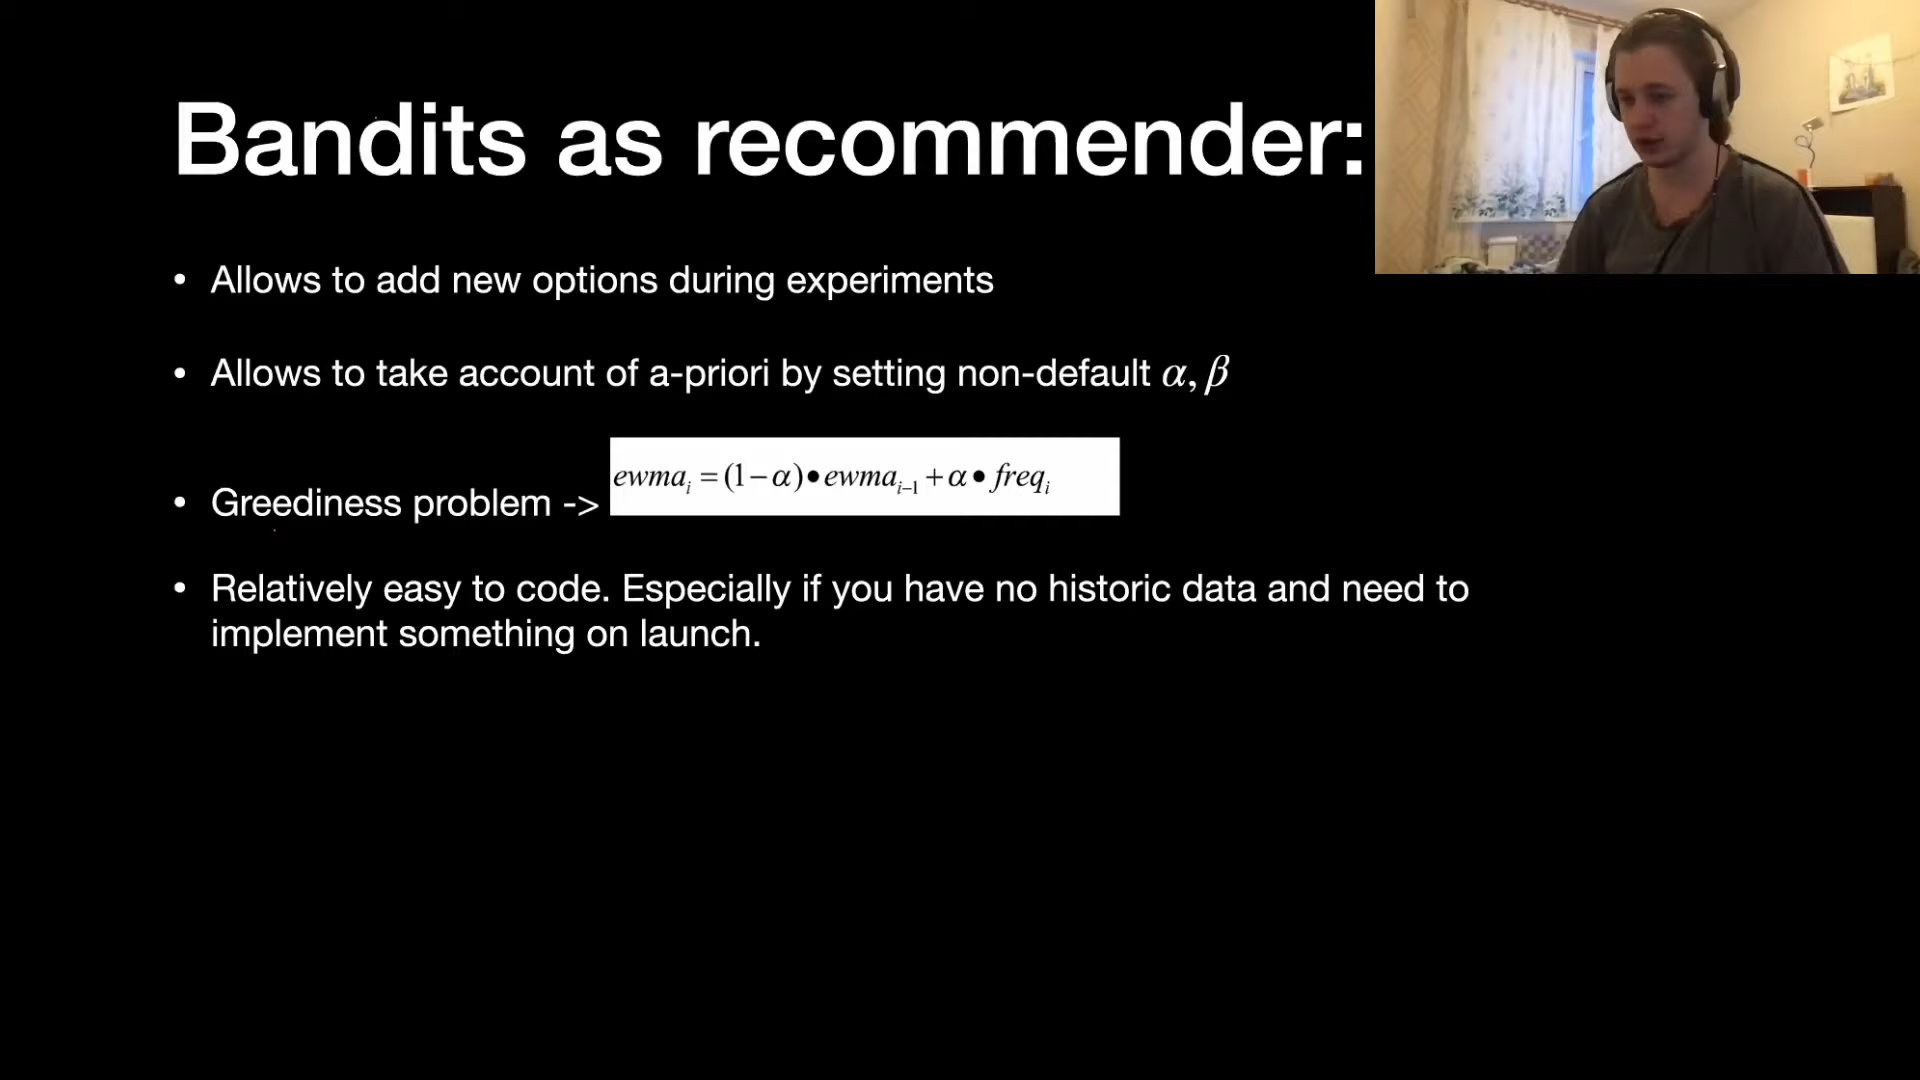 Bandits as recommender:
• Allows to add new options during experiments
• Allows to take account of a-priori by setting non-default α, β
• Greediness problem -> ewmaᵢ = (1−α)•ewmaᵢ₋₁ + α • freqᵢ
• Relatively easy to code. Especially if you have no historic data and need to
implement something on launch.